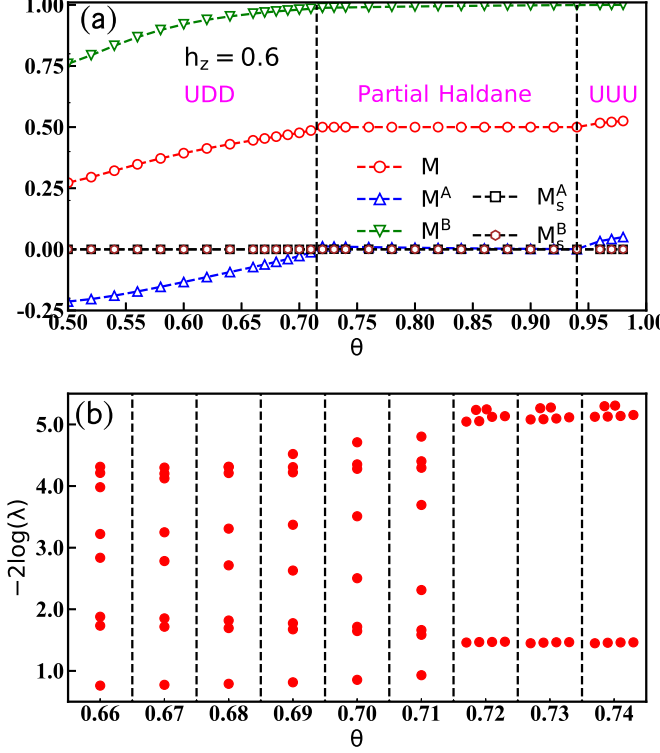 (a)
1.00
0.75
0.50
0.25
0.00
-0.25
h_z = 0.6
UDD
Partial Haldane
UUU
M
M^A
M^B
M_s^A
M_s^B
0.50 0.55 0.60 0.65 0.70 0.75 0.80 0.85 0.90 0.95 1.00
θ
(b)
5.0
4.0
3.0
2.0
1.0
−2log(λ)
0.66 0.67 0.68 0.69 0.70 0.71 0.72 0.73 0.74
θ